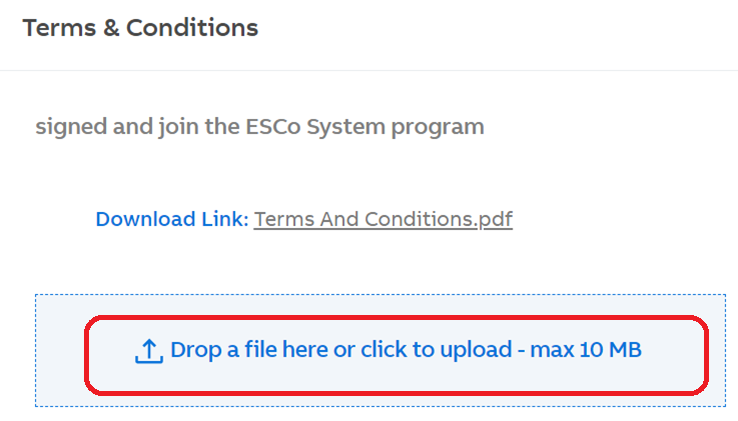 Terms & Conditions
signed and join the ESCo System program
Download Link: Terms And Conditions.pdf
Drop a file here or click to upload - max 10 MB